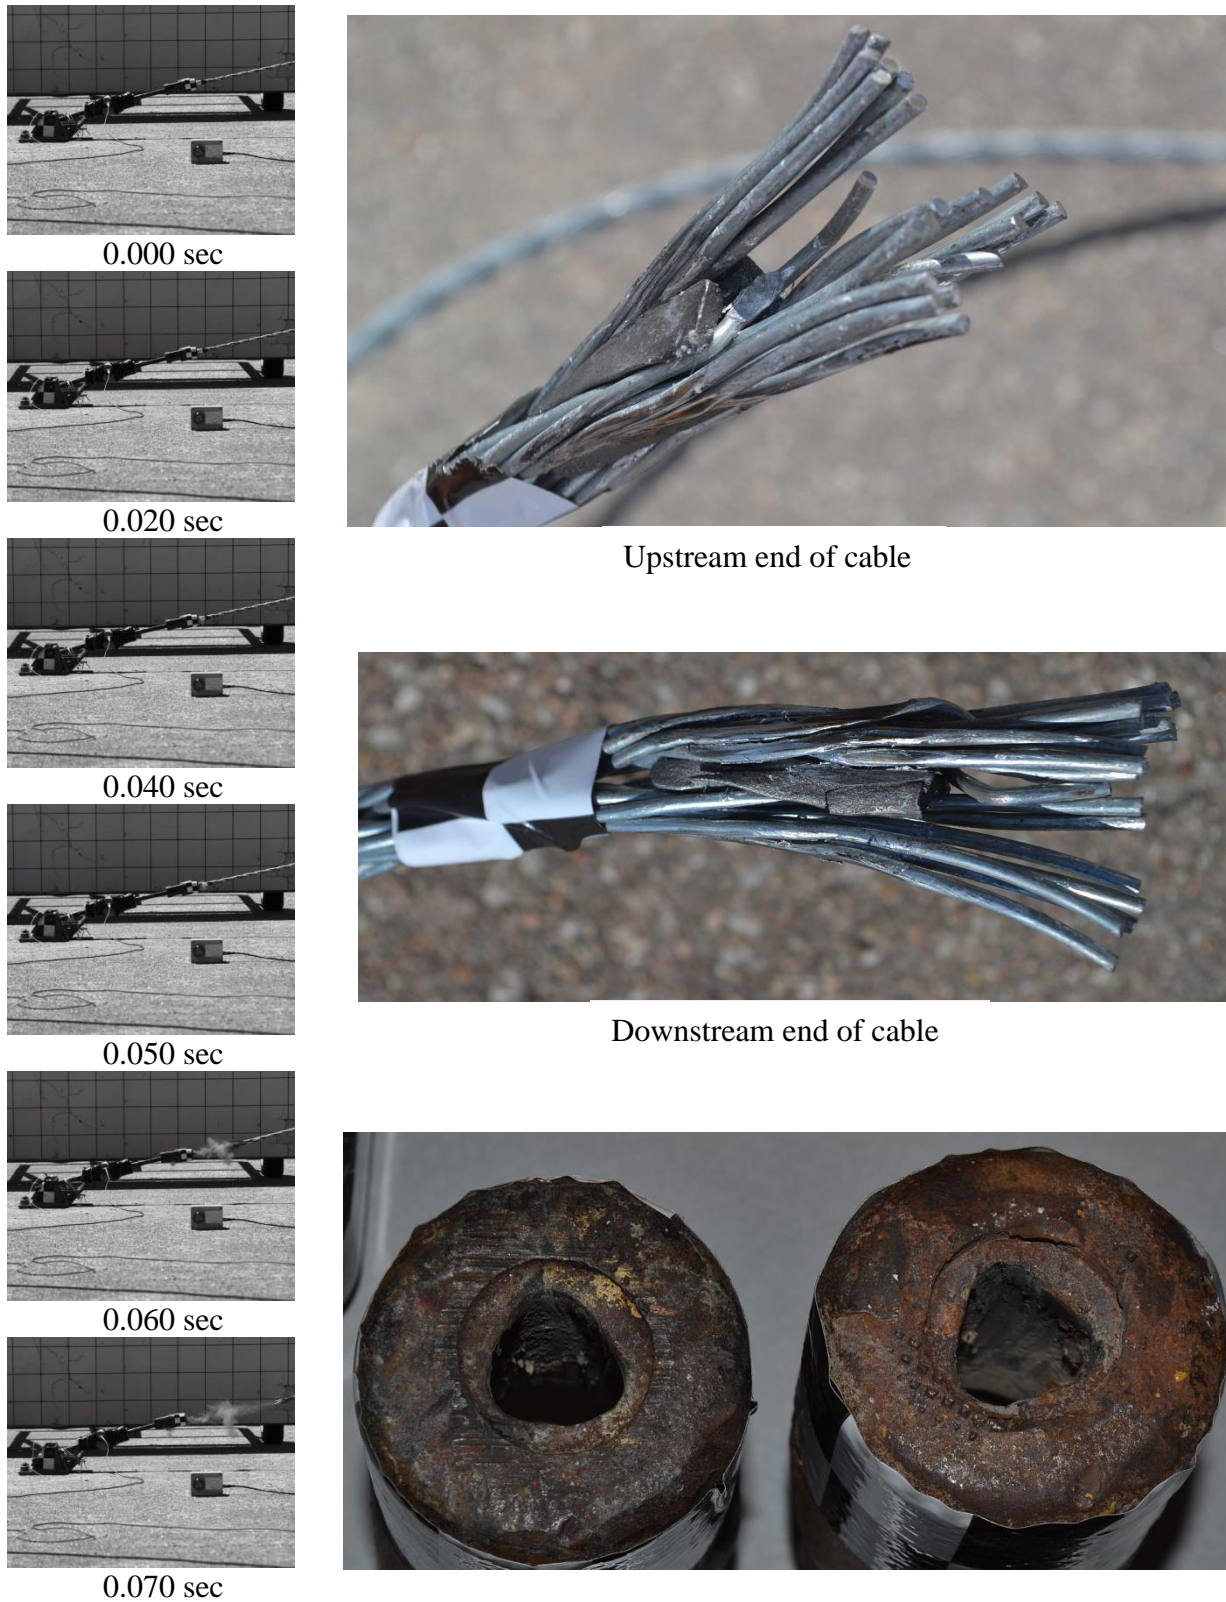 0.000 sec
0.020 sec
0.040 sec
0.050 sec
0.060 sec
0.070 sec
Upstream end of cable
Downstream end of cable